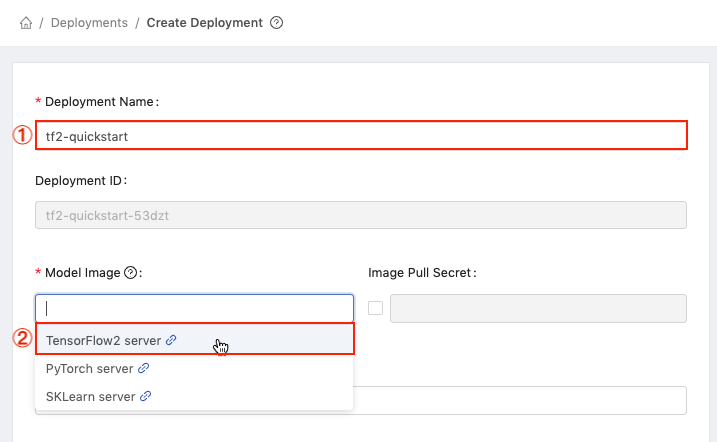 / Deployments / Create Deployment ?
* Deployment Name:
① tf2-quickstart
Deployment ID:
tf2-quickstart-53dzt
* Model Image ?: Image Pull Secret:
② TensorFlow2 server
PyTorch server
SKLearn server